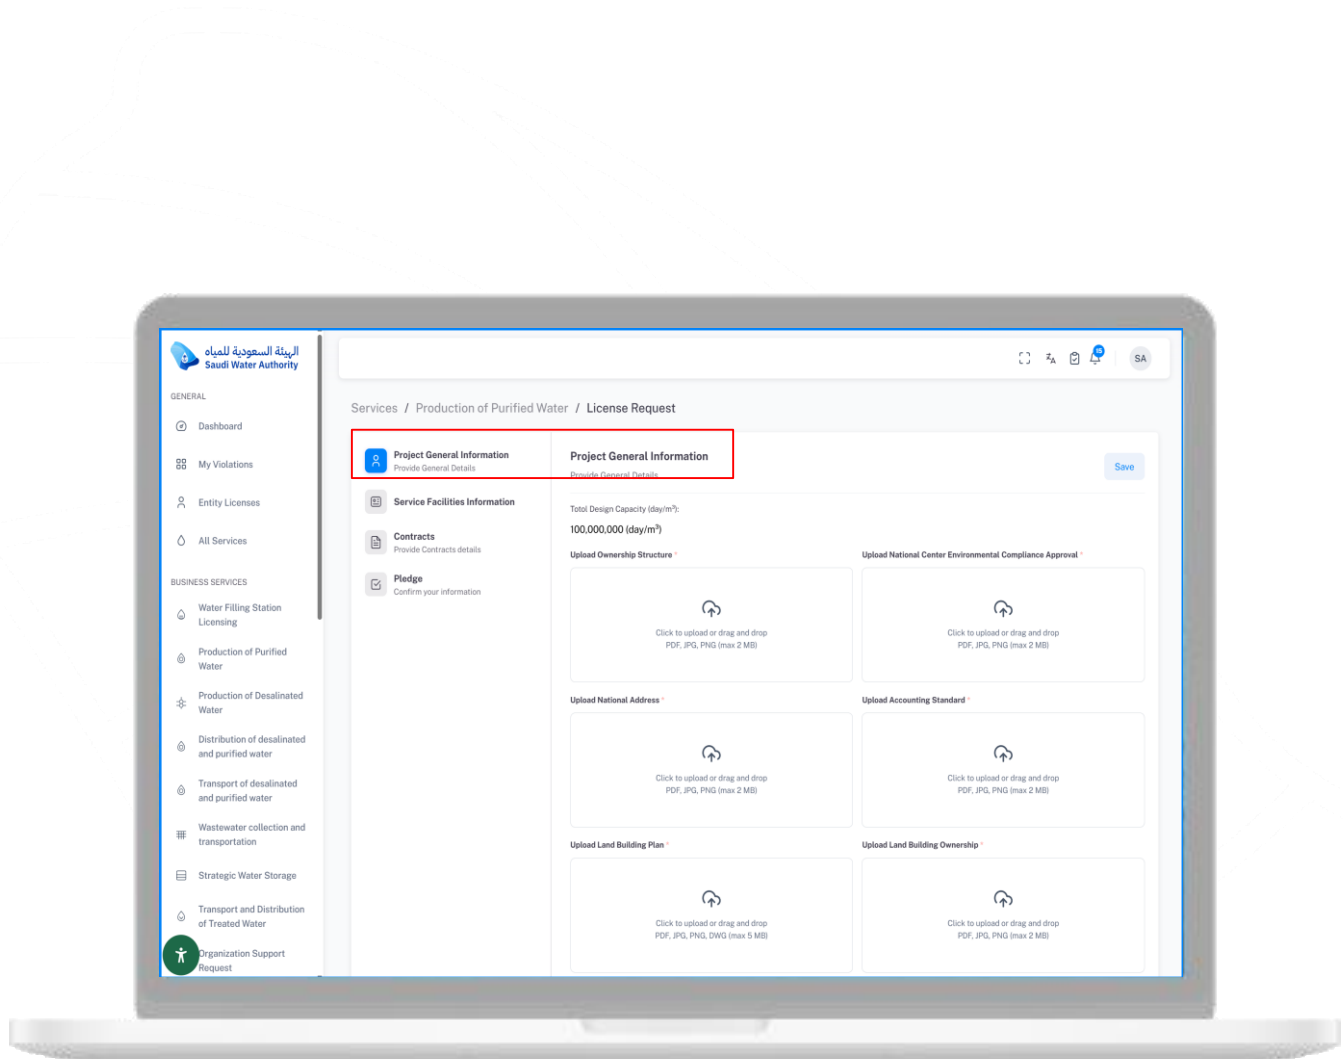 الهيئة السعودية للمياه
Saudi Water Authority
GENERAL
Dashboard
My Violations
Entity Licenses
All Services
BUSINESS SERVICES
Water Filling Station
Licensing
Production of Purified
Water
Production of Desalinated
Water
Distribution of desalinated
and purified water
Transport of desalinated
and purified water
Wastewater collection and
transportation
Strategic Water Storage
Transport and Distribution
of Treated Water
Organization Support
Request
15
SA
Services / Production of Purified Water / License Request
Project General Information
Provide General Details
Service Facilities Information
Contracts
Provide Contracts details
Pledge
Confirm your information
Project General Information
Provide General Details
Save
Totol Design Capacity (day/m³):
100,000,000 (day/m³)
Upload Ownership Structure *
Click to upload or drag and drop
PDF, JPG, PNG (max 2 MB)
Upload National Center Environmental Compliance Approval *
Click to upload or drag and drop
PDF, JPG, PNG (max 2 MB)
Upload National Address *
Click to upload or drag and drop
PDF, JPG, PNG (max 2 MB)
Upload Accounting Standard *
Click to upload or drag and drop
PDF, JPG, PNG (max 2 MB)
Upload Land Building Plan *
Click to upload or drag and drop
PDF, JPG, PNG, DWG (max 5 MB)
Upload Land Building Ownership *
Click to upload or drag and drop
PDF, JPG, PNG (max 2 MB)